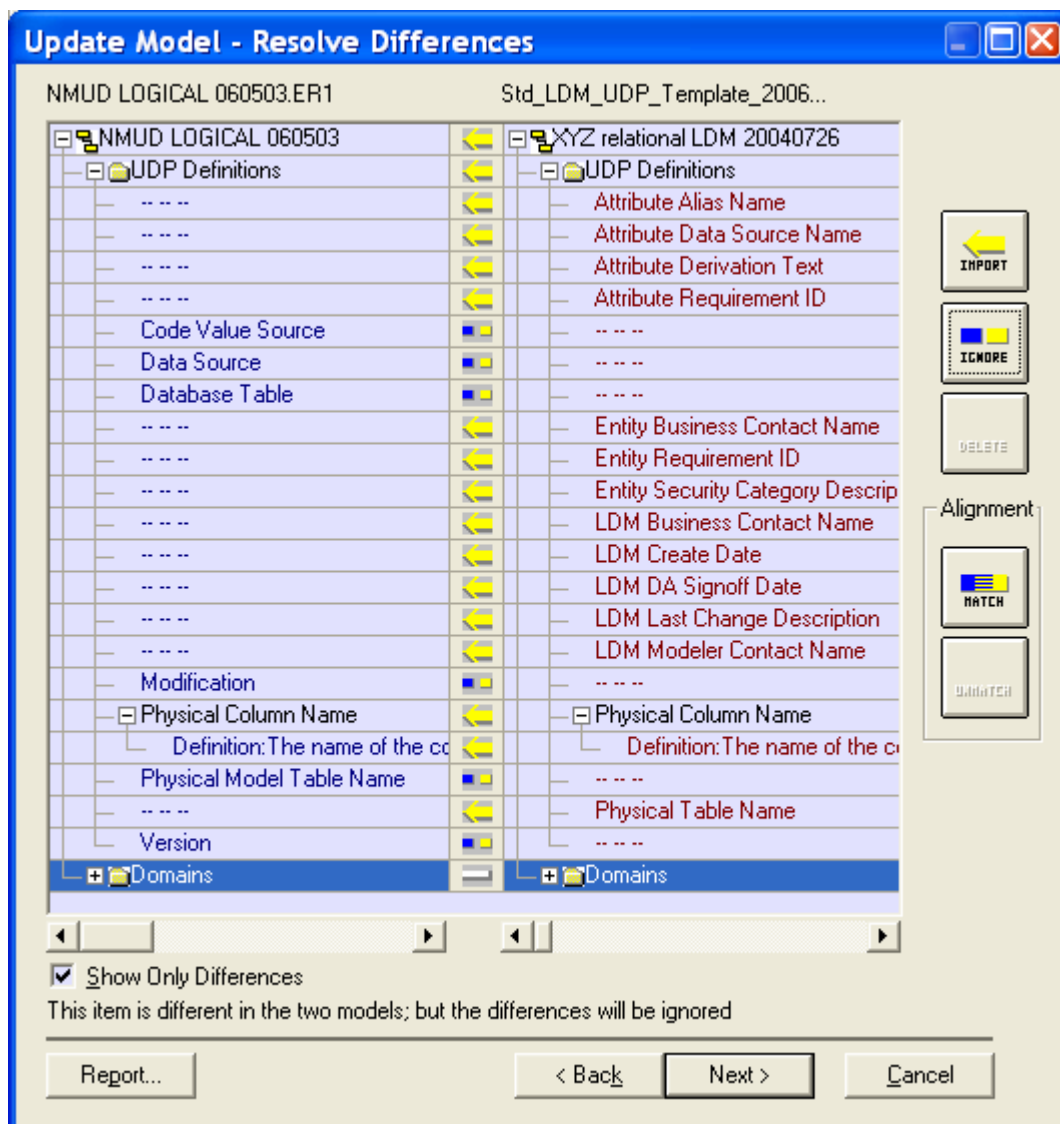 Update Model - Resolve Differences
NMUD LOGICAL 060503.ER1 Std_LDM_UDP_Template_2006...
NMUD LOGICAL 060503 XYZ relational LDM 20040726
UDP Definitions UDP Definitions
-- -- -- Attribute Alias Name
-- -- -- Attribute Data Source Name
-- -- -- Attribute Derivation Text
-- -- -- Attribute Requirement ID
Code Value Source -- -- --
Data Source -- -- --
Database Table -- -- --
-- -- -- Entity Business Contact Name
-- -- -- Entity Requirement ID
-- -- -- Entity Security Category Descrip
-- -- -- LDM Business Contact Name
-- -- -- LDM Create Date
-- -- -- LDM DA Signoff Date
-- -- -- LDM Last Change Description
-- -- -- LDM Modeler Contact Name
Modification -- -- --
Physical Column Name Physical Column Name
Definition:The name of the co Definition:The name of the co
Physical Model Table Name -- -- --
-- -- -- Physical Table Name
Version -- -- --
Domains Domains
IMPORT
IGNORE
DELETE
Alignment
MATCH
UNMATCH
Show Only Differences
This item is different in the two models; but the differences will be ignored
Report... < Back Next > Cancel